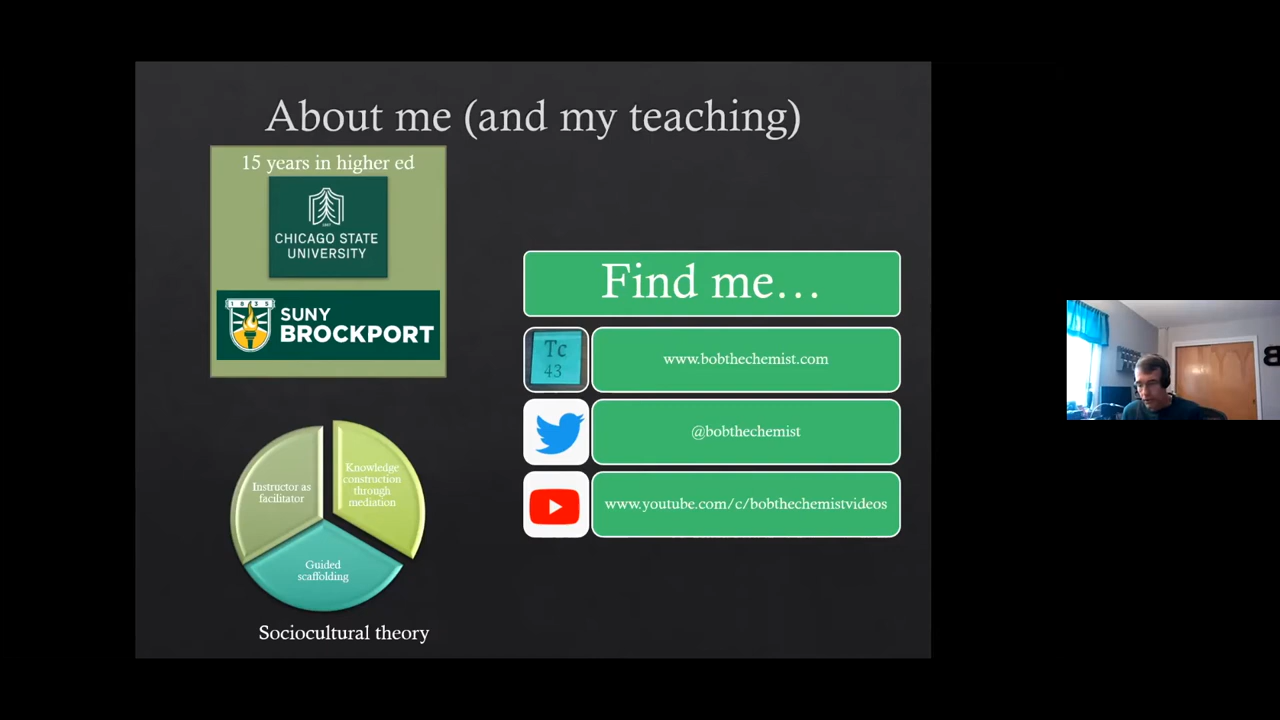 About me (and my teaching)
15 years in higher ed
CHICAGO STATE
UNIVERSITY
1835
SUNY
BROCKPORT
Instructor as
facilitator
Knowledge
construction
through
mediation
Guided
scaffolding
Sociocultural theory
Find me...
Tc
43
www.bobthechemist.com
@bobthechemist
www.youtube.com/c/bobthechemistvideos